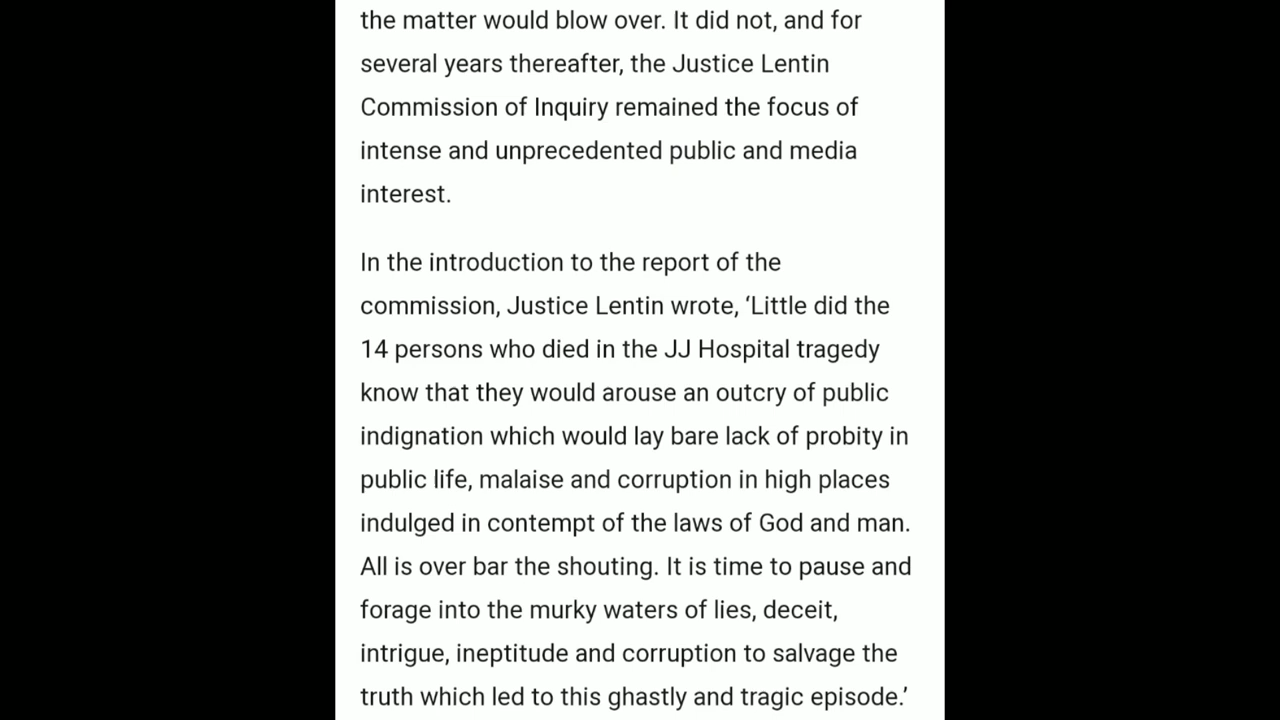 the matter would blow over. It did not, and for
several years thereafter, the Justice Lentin
Commission of Inquiry remained the focus of
intense and unprecedented public and media
interest.
In the introduction to the report of the
commission, Justice Lentin wrote, ‘Little did the
14 persons who died in the JJ Hospital tragedy
know that they would arouse an outcry of public
indignation which would lay bare lack of probity in
public life, malaise and corruption in high places
indulged in contempt of the laws of God and man.
All is over bar the shouting. It is time to pause and
forage into the murky waters of lies, deceit,
intrigue, ineptitude and corruption to salvage the
truth which led to this ghastly and tragic episode.’